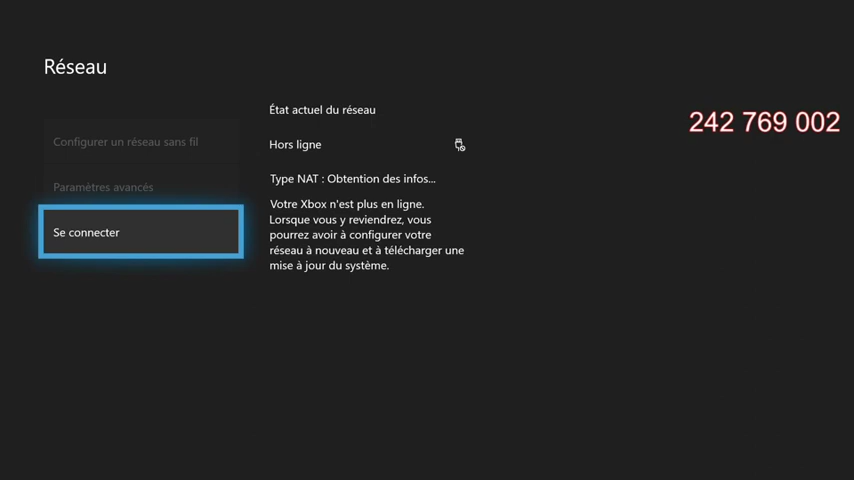 Réseau
242 769 002
État actuel du réseau
Configurer un réseau sans fil
Hors ligne
Paramètres avancés
Type NAT : Obtention des infos...
Se connecter
Votre Xbox n'est plus en ligne.
Lorsque vous y reviendrez, vous
pourrez avoir à configurer votre
réseau à nouveau et à télécharger une
mise à jour du système.